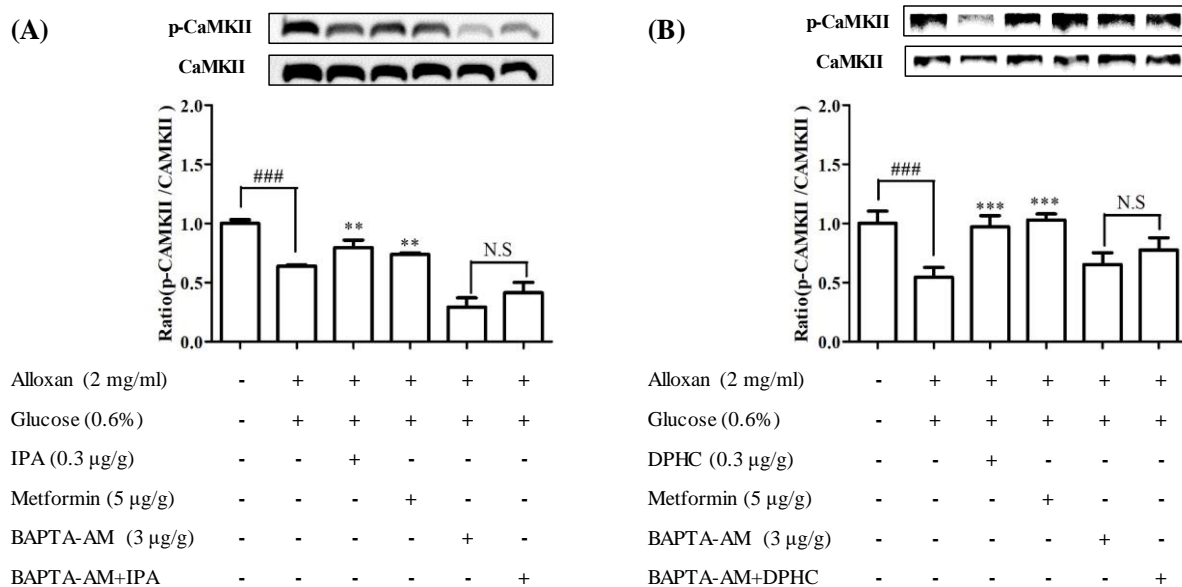 (A)
p-CaMKII
CaMKII
Ratio(p-CAMKII /CAMKII )
2.0
1.5
1.0
0.5
0.0
###
**
**
N.S
Alloxan (2 mg/ml) - + + + + +
Glucose (0.6%) - + + + + +
IPA (0.3 µg/g) - - + - - -
Metformin (5 µg/g) - - - + - -
BAPTA-AM (3 µg/g) - - - - + -
BAPTA-AM+IPA - - - - - +
(B)
p-CaMKII
CaMKII
Ratio(p-CAMKII /CAMKII)
2.0
1.5
1.0
0.5
0.0
###
***
***
N.S
Alloxan (2 mg/ml) - + + + + +
Glucose (0.6%) - + + + + +
DPHC (0.3 µg/g) - - + - - -
Metformin (5 µg/g) - - - + - -
BAPTA-AM (3 µg/g) - - - - + -
BAPTA-AM+DPHC - - - - - +